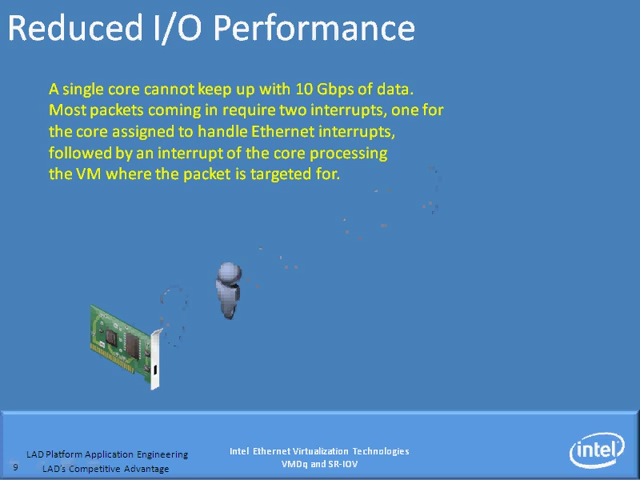 Reduced I/O Performance
A single core cannot keep up with 10 Gbps of data.
Most packets coming in require two interrupts, one for
the core assigned to handle Ethernet interrupts,
followed by an interrupt of the core processing
the VM where the packet is targeted for.
LAD Platform Application Engineering
9 LAD's Competitive Advantage
Intel Ethernet Virtualization Technologies
VMDq and SR-IOV
intel